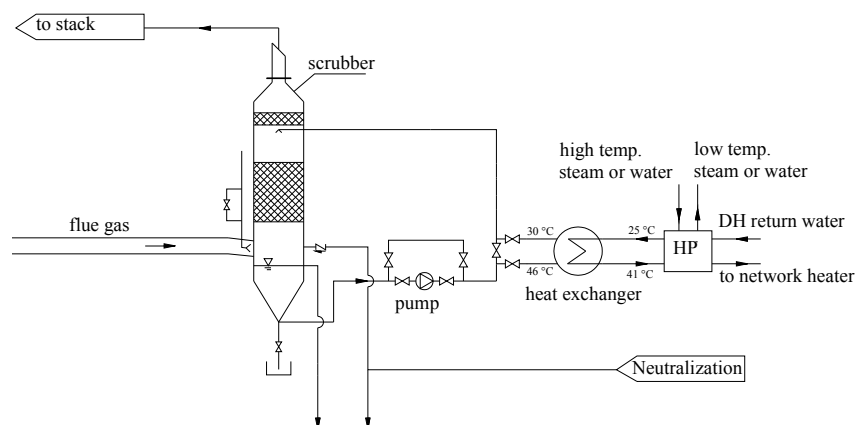 to stack
scrubber
high temp.
steam or water
low temp.
steam or water
flue gas
30 °C
25 °C
DH return water
HP
46 °C
41 °C
to network heater
pump
heat exchanger
Neutralization